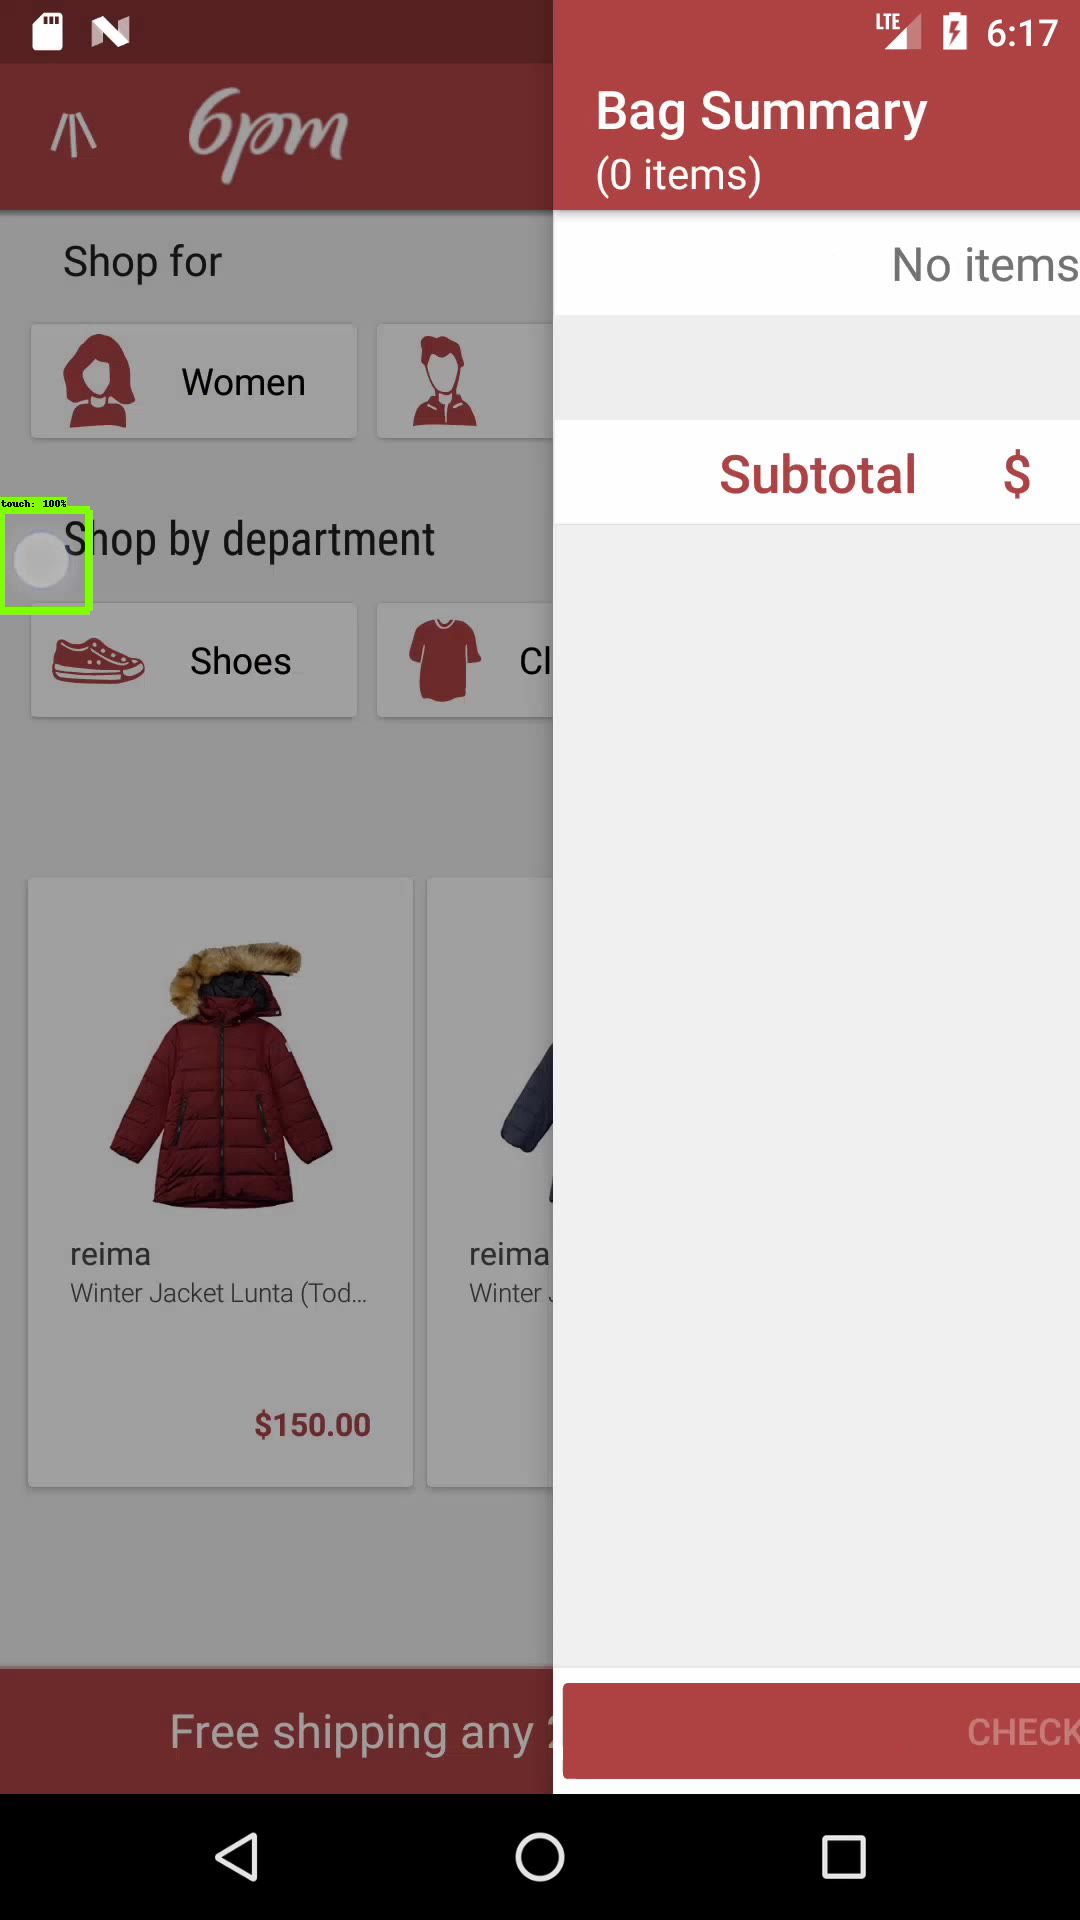 LTE 6:17
6pm
Bag Summary
(0 items)
Shop for
No items
Women
Subtotal $
touch: 100%
Shop by department
Shoes
Cl
reima
Winter Jacket Lunta (Tod...
$150.00
reima
Winter J
Free shipping any 2
CHECK